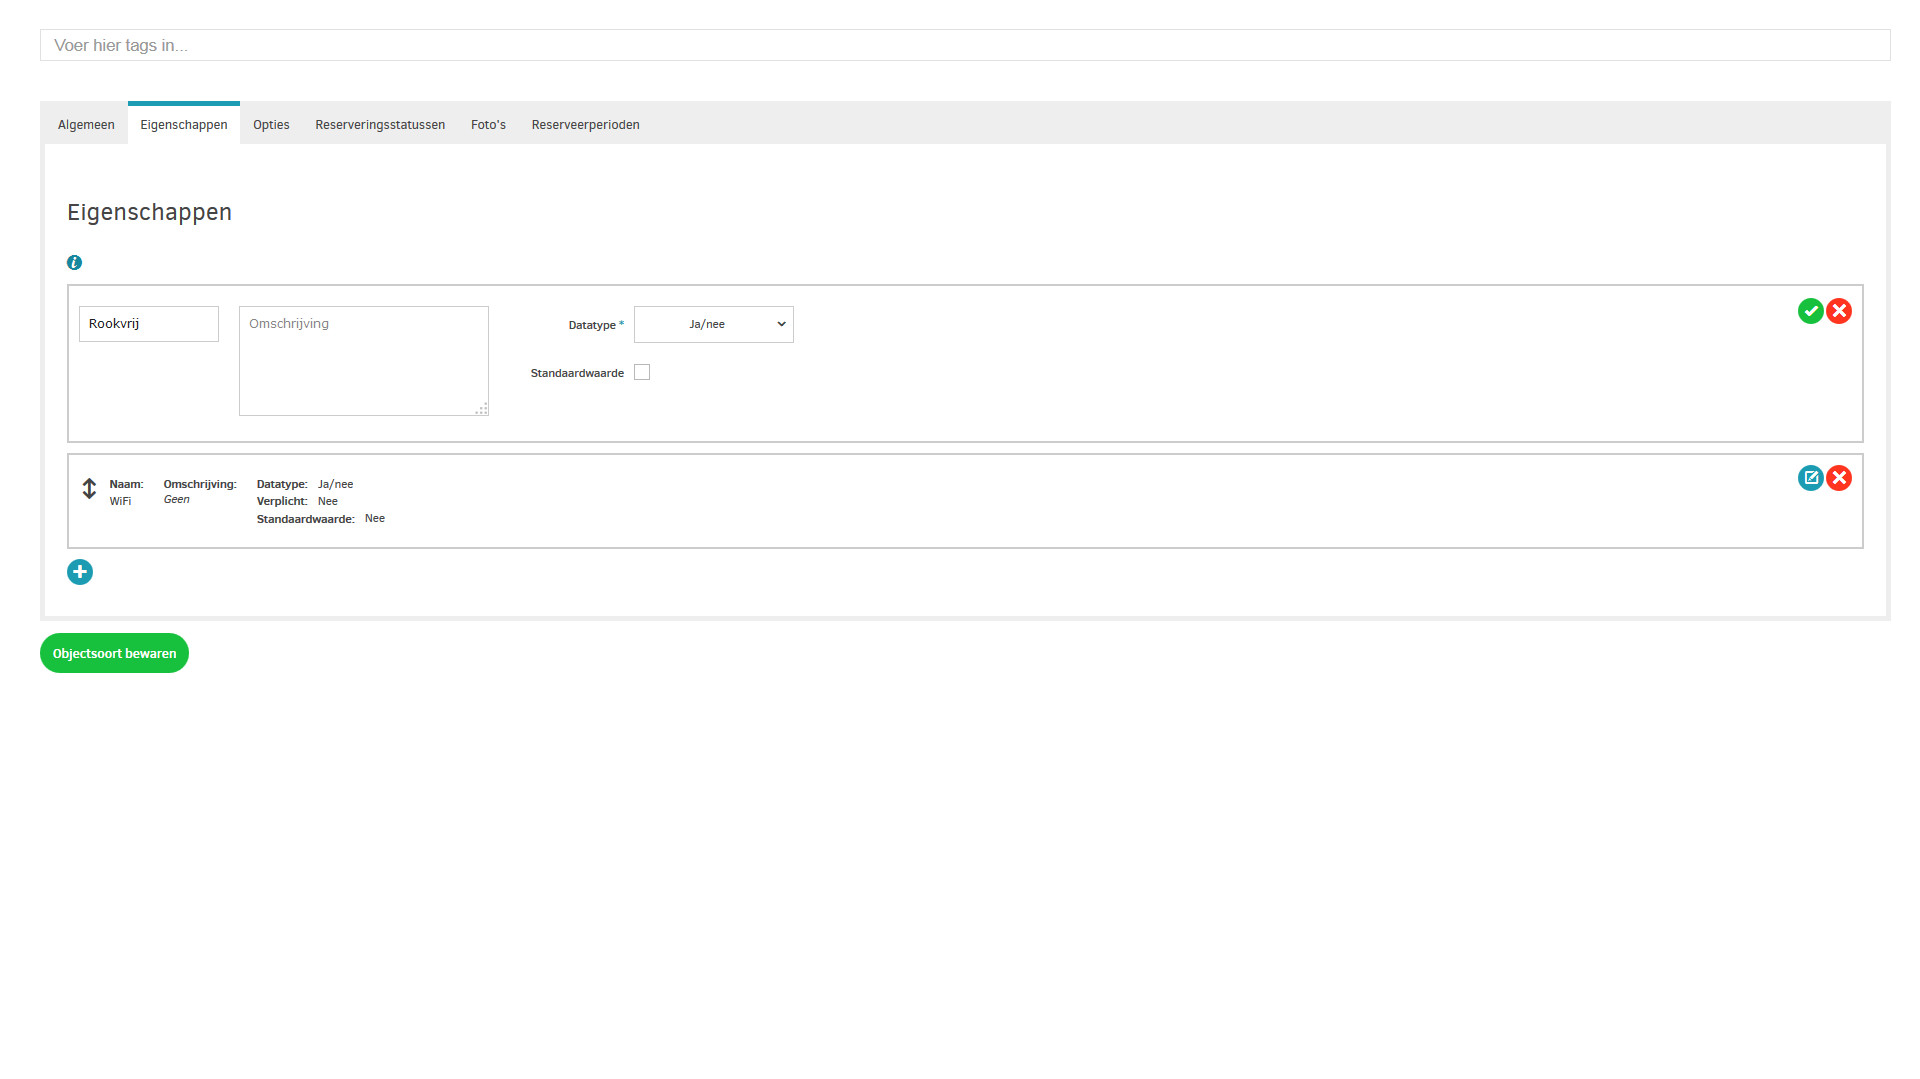 Voer hier tags in...
Algemeen Eigenschappen Opties Reserveringsstatussen Foto's Reserveerperioden
Eigenschappen
i
Rookvrij Omschrijving Datatype * Ja/nee
Standaardwaarde
Naam: Omschrijving: Datatype: Ja/nee
WiFi Geen Verplicht: Nee
Standaardwaarde: Nee
Objectsoort bewaren